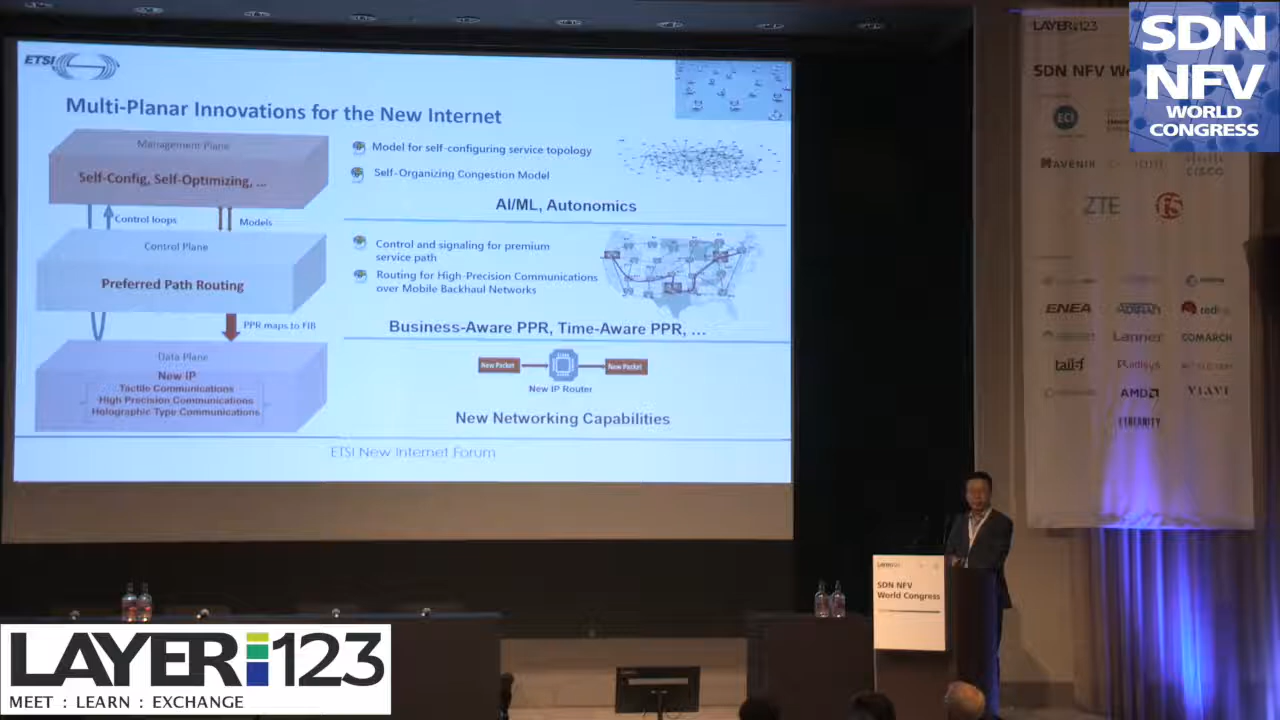 ETSI
Multi-Planar Innovations for the New Internet
Management Plane
Self-Config, Self-Optimizing, ...
Control loops
Models
Control Plane
Preferred Path Routing
PPR maps to FIB
Data Plane
New IP
Tactile Communications
High Precision Communications
Holographic Type Communications
Model for self-configuring service topology
Self-Organizing Congestion Model
AI/ML, Autonomics
Control and signaling for premium
service path
Routing for High-Precision Communications
over Mobile Backhaul Networks
Business-Aware PPR, Time-Aware PPR, ...
New Packet
New Packet
New IP Router
New Networking Capabilities
ETSI New Internet Forum
LAYER123
SDN NFV W
ECI
MAVENIR
CISCO
ZTE
F5
ENEA
red
Lanner
COMARCH
tail-f
Radisys
AMD
VIAVI
ETHERNITY
SDN
NFV
WORLD
CONGRESS
SDN NFV
World Congress
LAYER123
MEET : LEARN : EXCHANGE